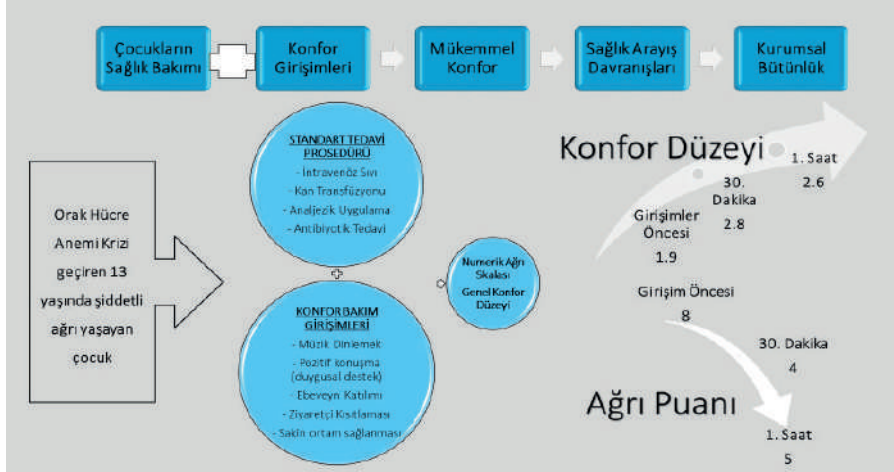 Çocukların
Sağlık Bakımı
Konfor
Girişimleri
Mükemmel
Konfor
Sağlık Arayış
Davranışları
Kurumsal
Bütünlük
Orak Hücre
Anemi Krizi
geçiren 13
yaşında şiddetli
ağrı yaşayan
çocuk
STANDART TEDAVİ
PROSEDÜRÜ
- İntravenöz Sıvı
- Kan Transfüzyonu
- Analjezik Uygulama
- Antibiyotik Tedavi
KONFOR BAKIM
GİRİŞİMLERİ
- Müzik Dinlemek
- Pozitif konuşma
(duygusal destek)
- Ebeveyn Katılımı
- Ziyaretçi Kısıtlaması
- Sakin ortam sağlanması
Numerik Ağrı
Skalası
Genel Konfor
Düzeyi
Konfor Düzeyi
Girişimler
Öncesi
1.9
30.
Dakika
2.8
1. Saat
2.6
Girişim Öncesi
8
30. Dakika
4
Ağrı Puanı
1. Saat
5